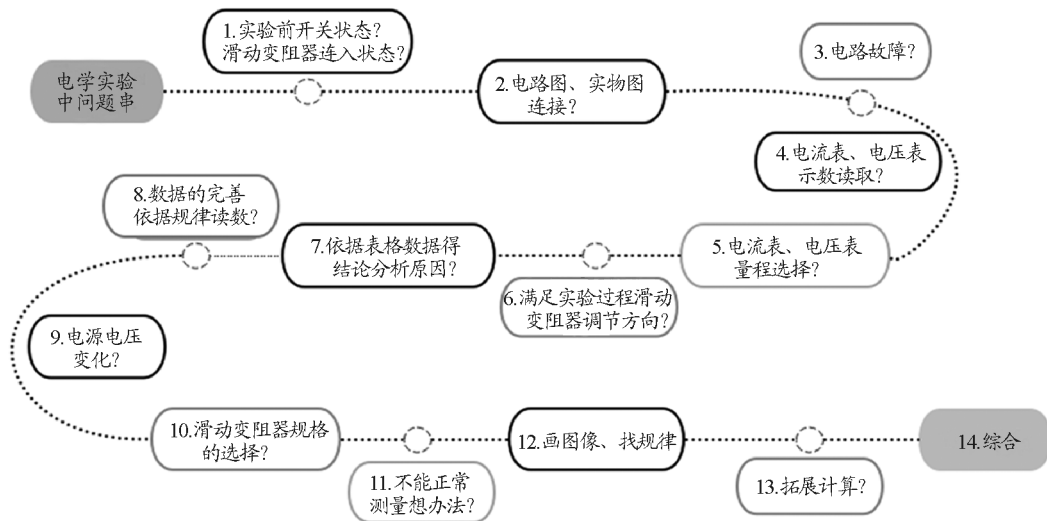 电学实验
中问题串
1.实验前开关状态?
滑动变阻器连入状态?
2.电路图、实物图
连接?
3.电路故障?
4.电流表、电压表
示数读取?
5.电流表、电压表
量程选择?
6.满足实验过程滑动
变阻器调节方向?
7.依据表格数据得
结论分析原因?
8.数据的完善
依据规律读数?
9.电源电压
变化?
10.滑动变阻器规格
的选择?
11.不能正常
测量想办法?
12.画图像、找规律
13.拓展计算?
14.综合